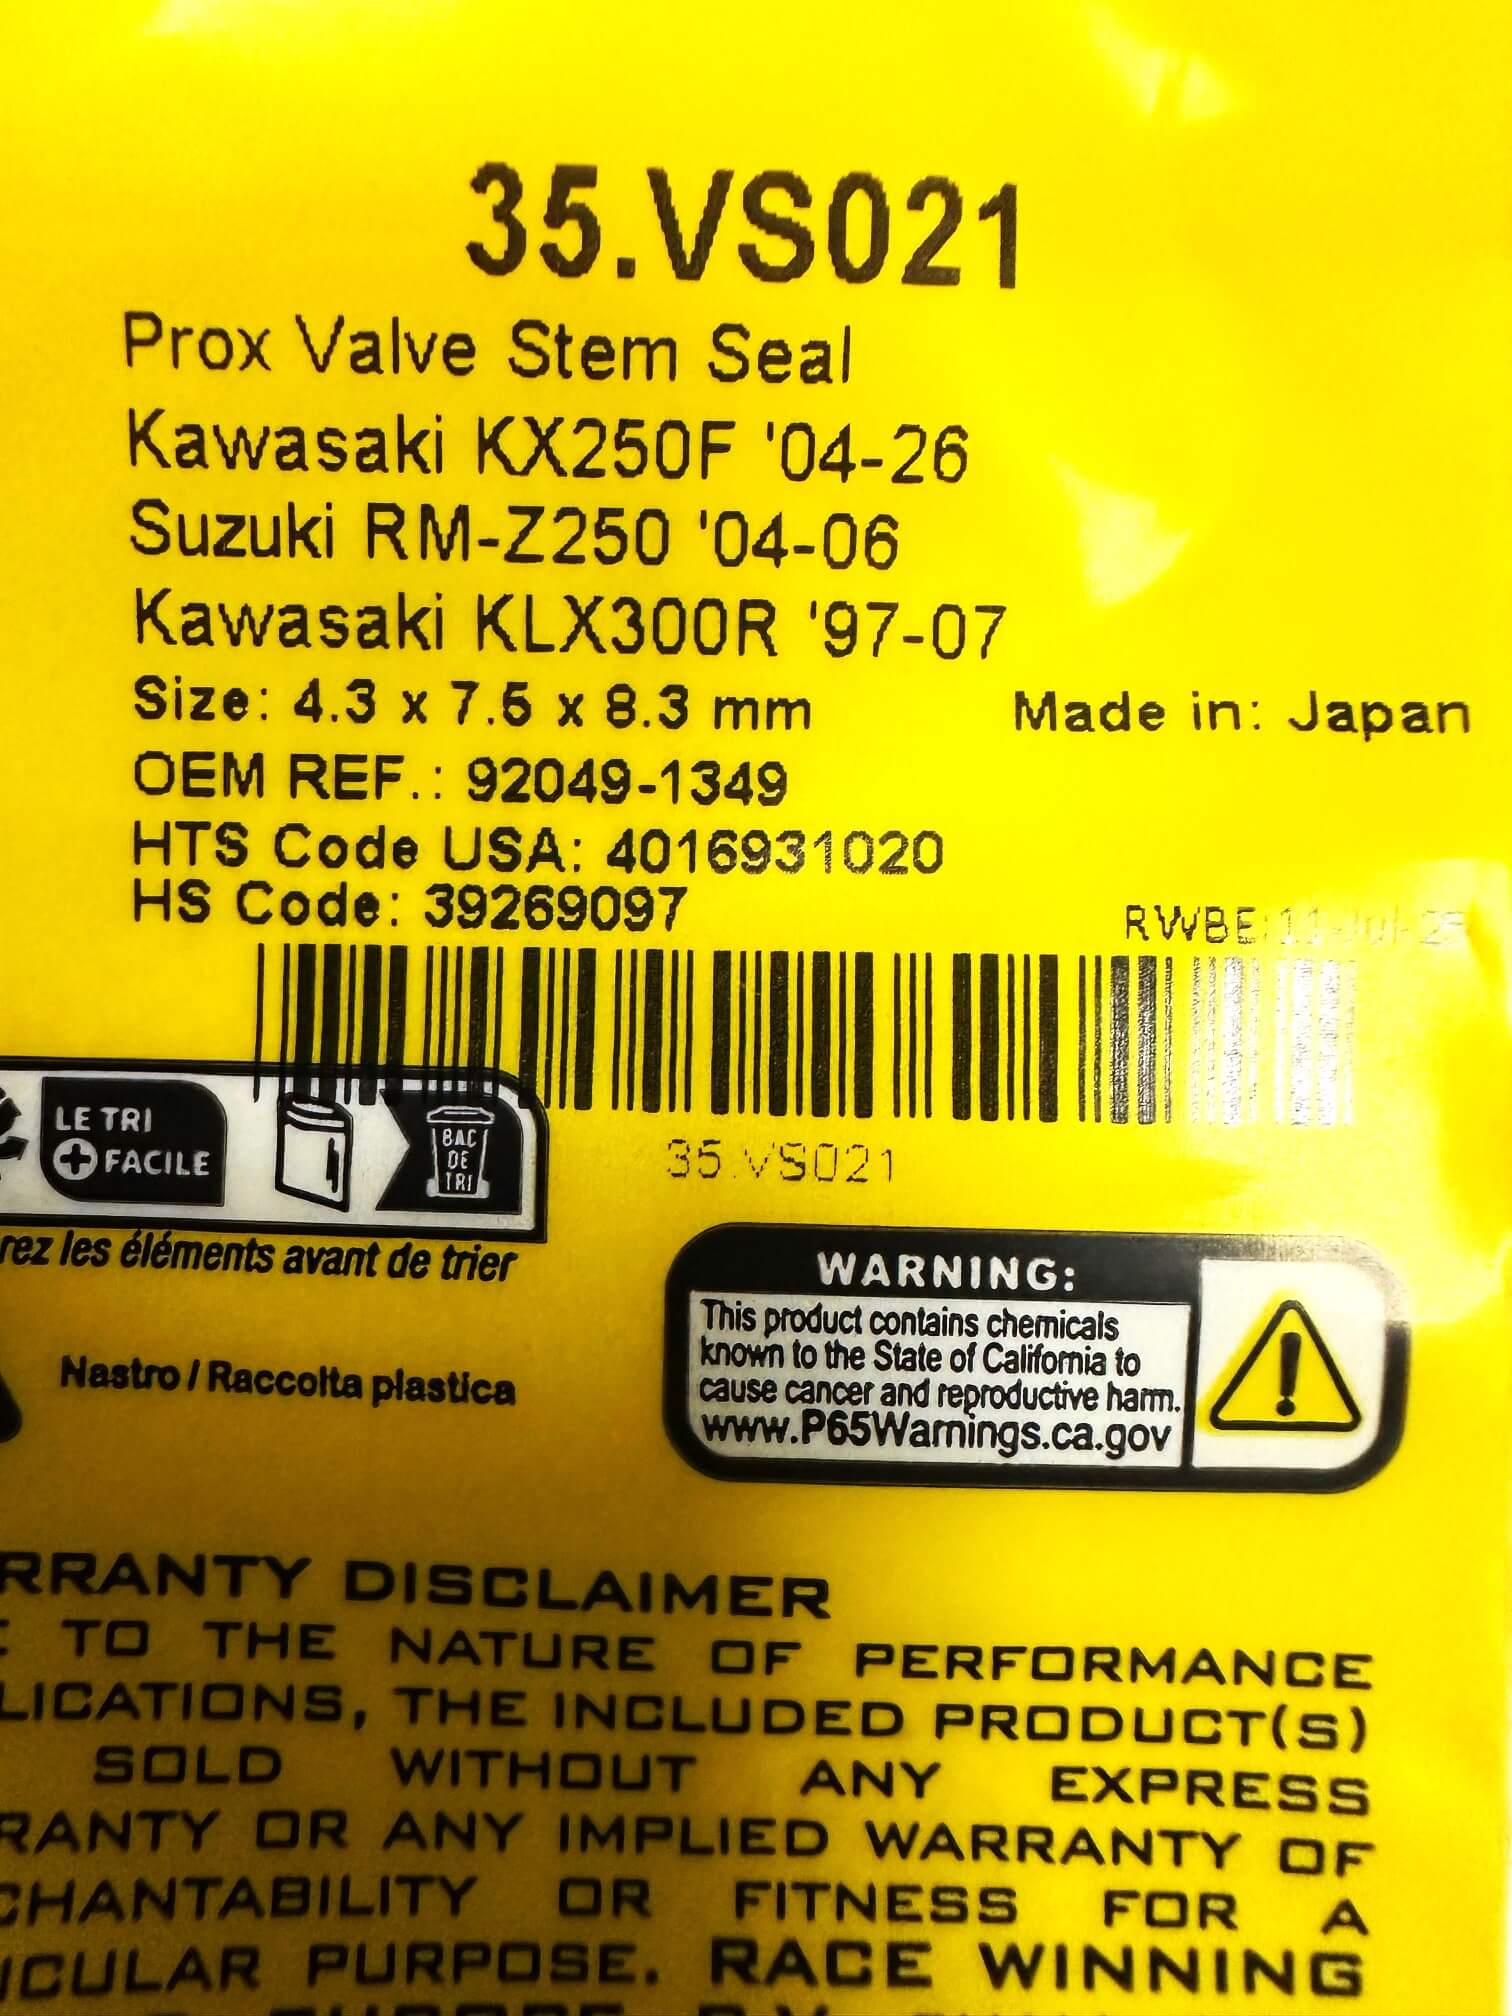 35.VS021
Prox Valve Stem Seal
Kawasaki KX250F '04-26
Suzuki RM-Z250 '04-06
Kawasaki KLX300R '97-07
Size: 4.3 x 7.5 x 8.3 mm Made in: Japan
OEM REF.: 92049-1349
HTS Code USA: 4016931020
HS Code: 39269097
RWBE 11-Jul-25
LE TRI
+ FACILE
BAC
DE
TRI
35.VS021
rez les éléments avant de trier
Nastro / Raccolta plastica
WARNING:
This product contains chemicals
known to the State of California to
cause cancer and reproductive harm.
www.P65Warnings.ca.gov
RRANTY DISCLAIMER
E TO THE NATURE OF PERFORMANCE
LICATIONS, THE INCLUDED PRODUCT(S)
SOLD WITHOUT ANY EXPRESS
RANTY OR ANY IMPLIED WARRANTY OF
CHANTABILITY OR FITNESS FOR A
ICULAR PURPOSE. RACE WINNING